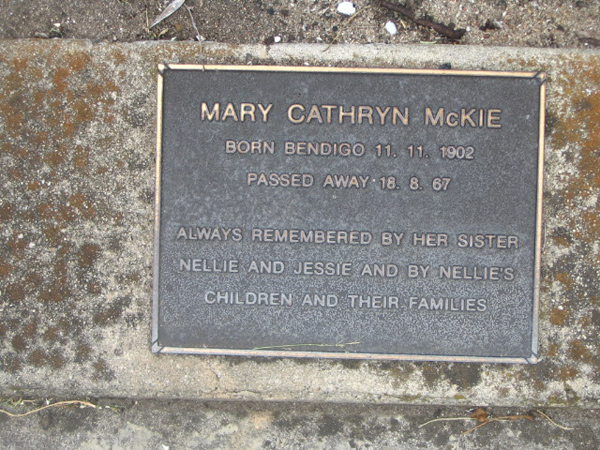 MARY CATHRYN McKIE
BORN BENDIGO 11. 11. 1902
PASSED AWAY 18. 8. 67
ALWAYS REMEMBERED BY HER SISTER
NELLIE AND JESSIE AND BY NELLIE'S
CHILDREN AND THEIR FAMILIES